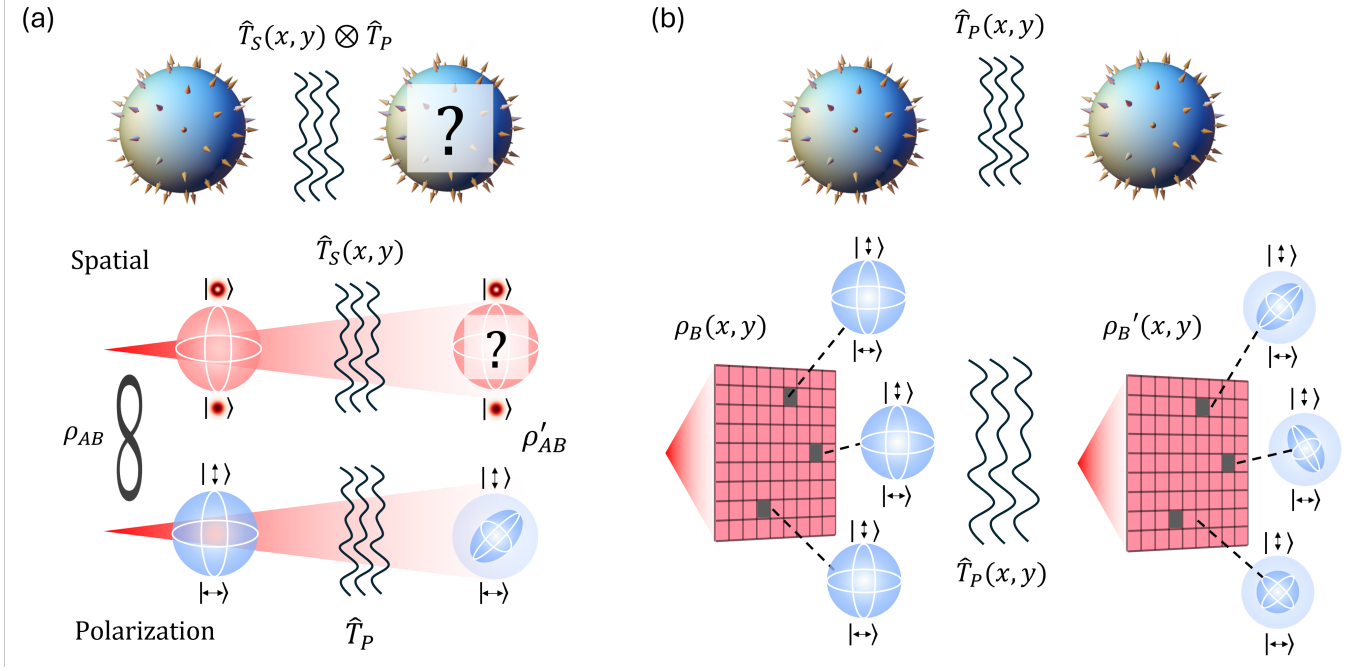 (a)
T̂_S(x, y) ⊗ T̂_P
?
Spatial
T̂_S(x, y)
| ⟩
| ⟩
?
| ⟩
| ⟩
ρ_AB
ρ′_AB
|↕⟩
|↕⟩
|↔⟩
|↔⟩
Polarization
T̂_P
(b)
T̂_P(x, y)
ρ_B(x, y)
|↕⟩
|↔⟩
|↕⟩
|↔⟩
|↕⟩
|↔⟩
T̂_P(x, y)
ρ_B′(x, y)
|↕⟩
|↔⟩
|↕⟩
|↔⟩
|↕⟩
|↔⟩